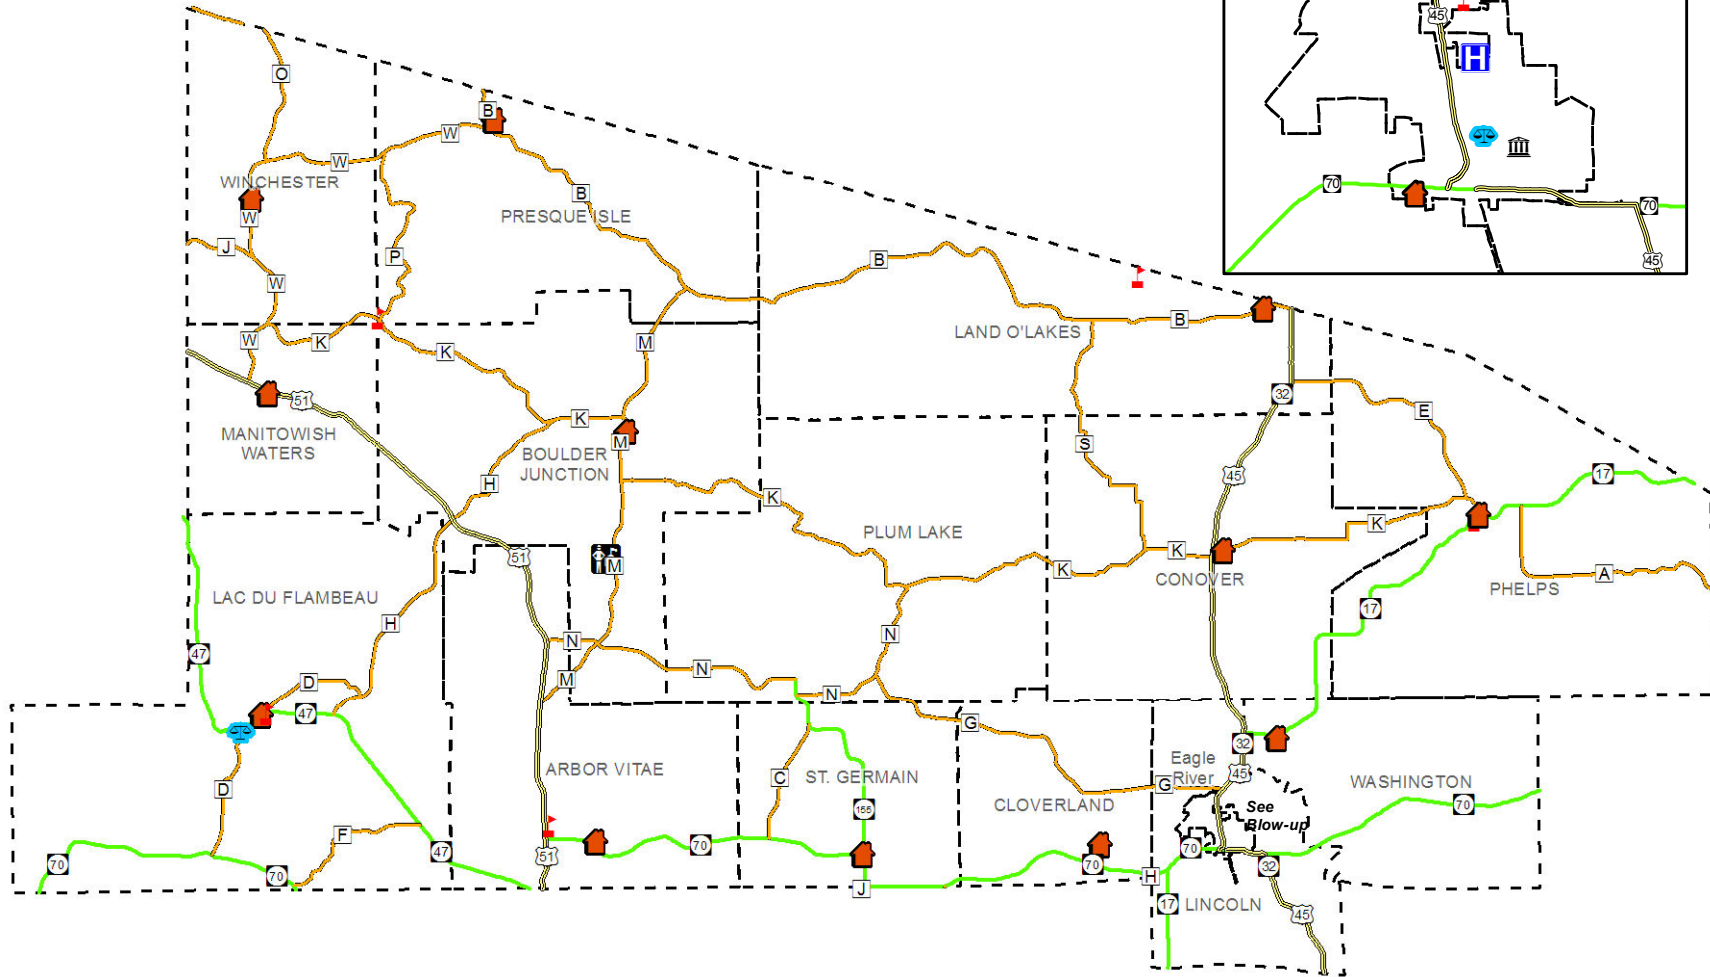 45
H
70
70
45
O
B
W
W
WINCHESTER
B
W
PRESQUE ISLE
J
P
B
W
LAND O'LAKES
B
W
K
K
M
32
51
E
K
MANITOWISH
WATERS
M
S
BOULDER
JUNCTION
H
45
17
K
K
PLUM LAKE
51
M
K
K
CONOVER
A
PHELPS
LAC DU FLAMBEAU
17
H
N
N
47
N
M
D
N
47
G
32
ARBOR VITAE
C
ST. GERMAIN
Eagle
River
45
G
WASHINGTON
D
CLOVERLAND
155
See
Blow-up
70
F
70
70
47
51
70
70
32
70
J
H
17
LINCOLN
45